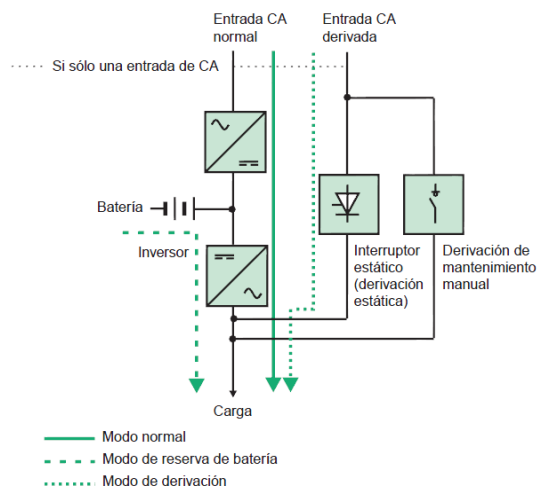 Entrada CA
normal
Entrada CA
derivada
Si sólo una entrada de CA
Batería
Inversor
Interruptor
estático
(derivación
estática)
Derivación de
mantenimiento
manual
Carga
Modo normal
Modo de reserva de batería
Modo de derivación